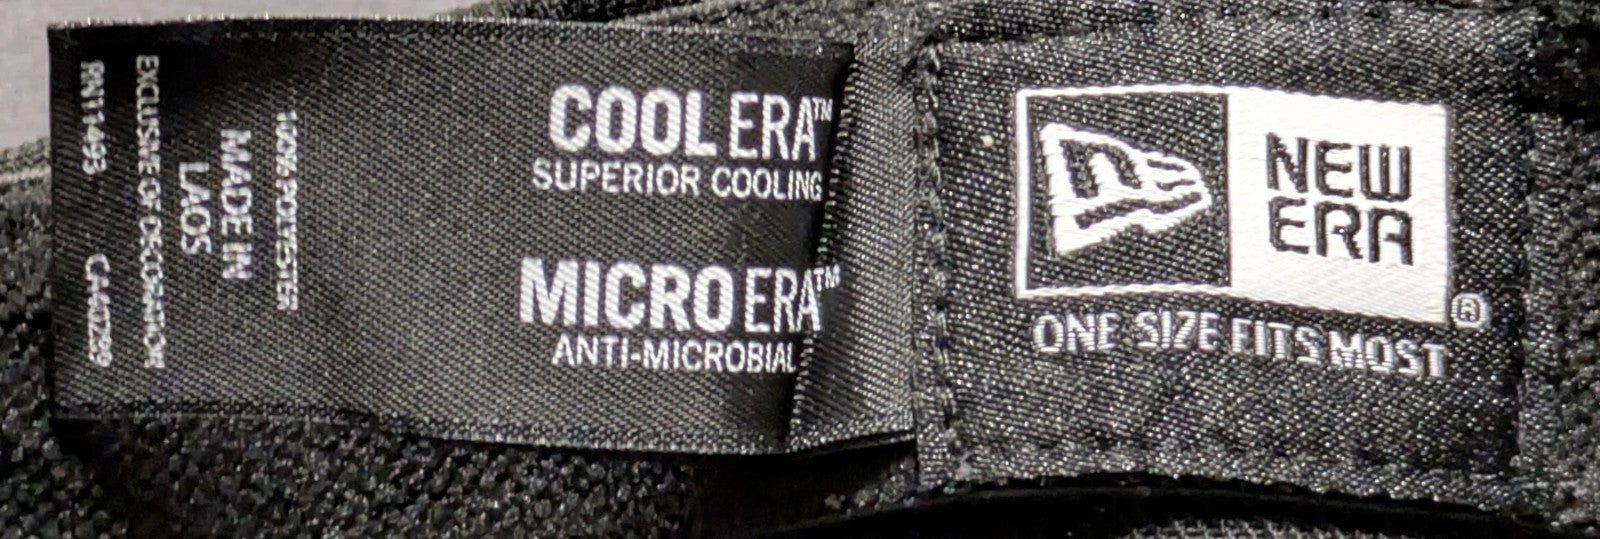 COOL ERA™
SUPERIOR COOLING
MICRO ERA™
ANTI-MICROBIAL
100% POLYESTER
MADE IN
LAOS
EXCLUSIVE OF DECORATION
RN11493 CA40289
NEW
ERA
®
ONE SIZE FITS MOST